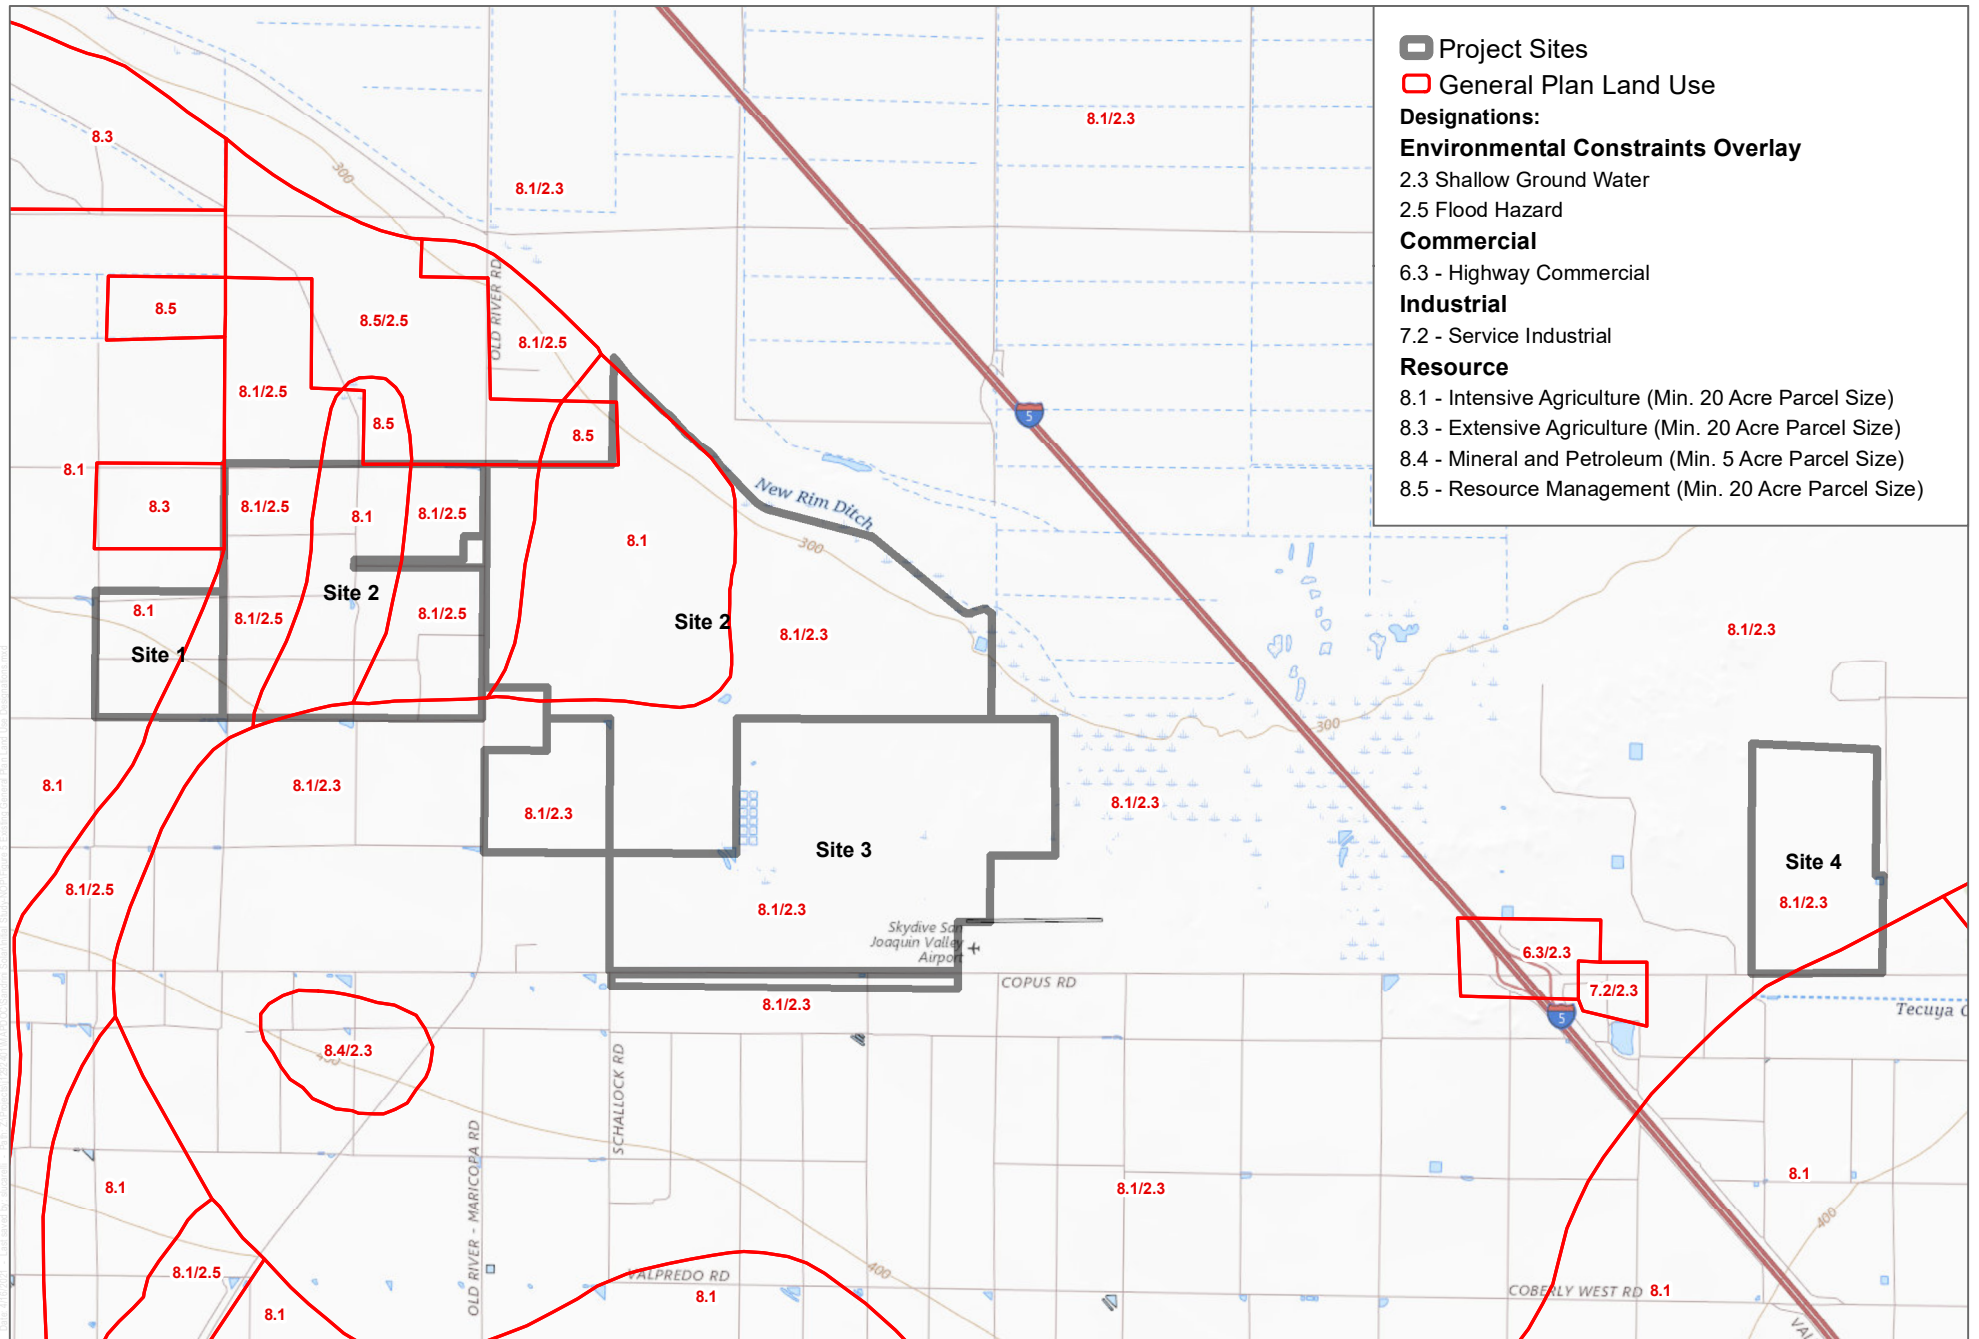 Project Sites
General Plan Land Use
Designations:
Environmental Constraints Overlay
2.3 Shallow Ground Water
2.5 Flood Hazard
Commercial
6.3 - Highway Commercial
Industrial
7.2 - Service Industrial
Resource
8.1 - Intensive Agriculture (Min. 20 Acre Parcel Size)
8.3 - Extensive Agriculture (Min. 20 Acre Parcel Size)
8.4 - Mineral and Petroleum (Min. 5 Acre Parcel Size)
8.5 - Resource Management (Min. 20 Acre Parcel Size)
8.1/2.3
8.3
300
8.1/2.3
OLD RIVER RD
8.5
8.5/2.5
8.1/2.5
8.1/2.5
5
8.5
8.5
8.1
8.3
8.1/2.5
8.1
8.1/2.5
New Rim Ditch
8.1
300
Site 2
8.1
8.1/2.5
8.1/2.5
Site 2
8.1/2.3
8.1/2.3
Site 1
300
8.1
8.1/2.3
8.1/2.3
8.1/2.3
Site 3
Site 4
8.1/2.5
8.1/2.3
8.1/2.3
Skydive San
Joaquin Valley
Airport
6.3/2.3
COPUS RD
7.2/2.3
8.1/2.3
5
Tecuya C
8.4/2.3
400
SCHALLOCK RD
OLD RIVER - MARICOPA RD
8.1
8.1/2.3
8.1
400
8.1/2.5
400
VALPREDO RD
8.1
COBERLY WEST RD
8.1
8.1
VAL